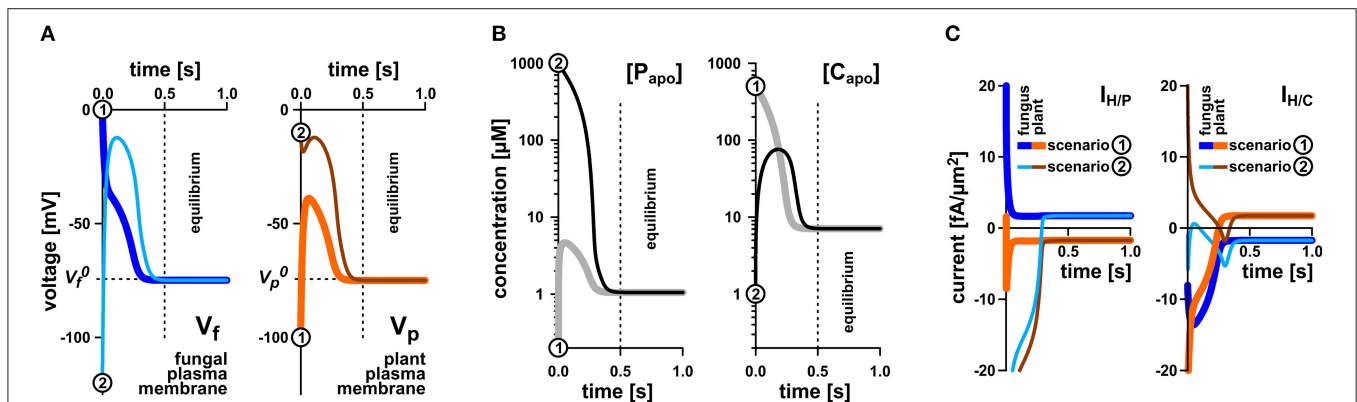 A
time [s]
0.0 0.5 1.0
0
1
-50
V_f^0
-100
2
voltage [mV]
equilibrium
V_f
fungal
plasma
membrane
time [s]
0.0 0.5 1.0
2
V_p^0
1
equilibrium
V_p
plant
plasma
membrane
B
[P_apo]
1000
100
10
1
2
1
concentration [µM]
equilibrium
0.0 0.5 1.0
time [s]
[C_apo]
1000
100
10
1
1
2
equilibrium
0.0 0.5 1.0
time [s]
C
20
10
0
-10
-20
current [fA/µm²]
fungus
plant
I_H/P
scenario 1
scenario 2
0.5 1.0
time [s]
20
10
0
-10
-20
fungus
plant
I_H/C
scenario 1
scenario 2
0.5 1.0
time [s]